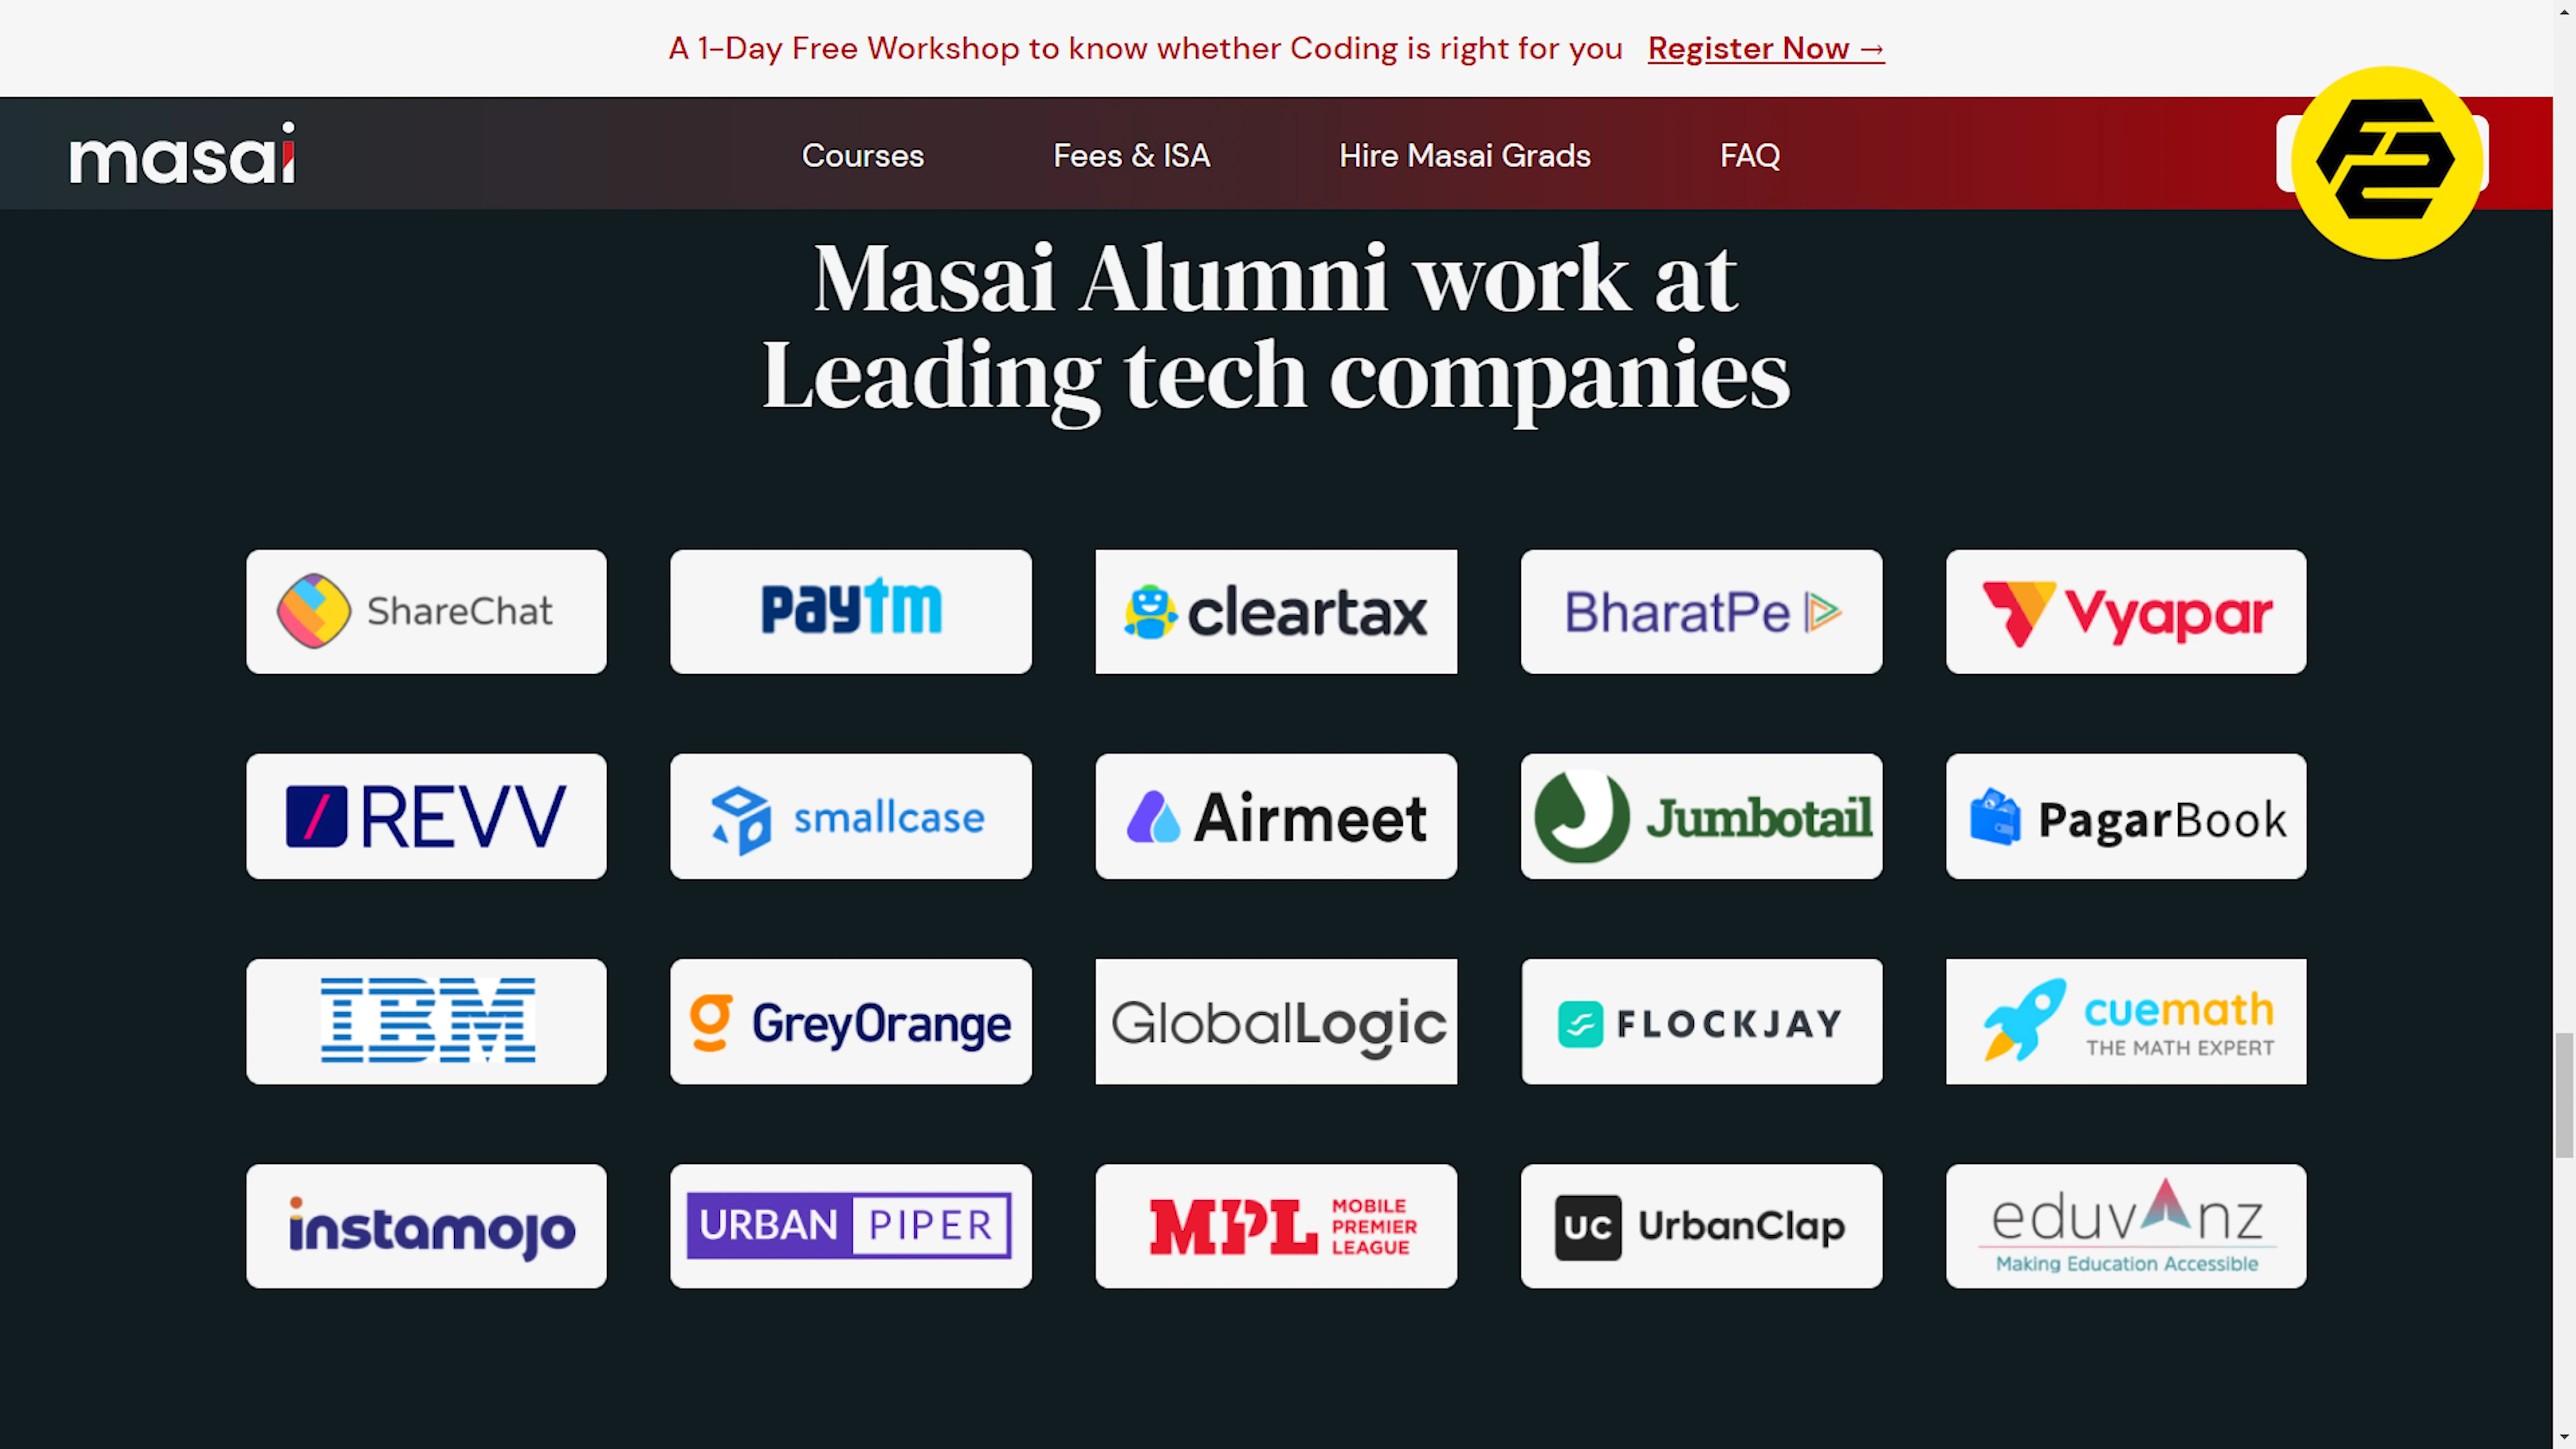 A 1-Day Free Workshop to know whether Coding is right for you Register Now →
masai Courses Fees & ISA Hire Masai Grads FAQ
Masai Alumni work at
Leading tech companies
ShareChat paytm cleartax BharatPe Vyapar
REVV smallcase Airmeet Jumbotail PagarBook
IBM GreyOrange GlobalLogic FLOCKJAY cuemath
THE MATH EXPERT
instamojo URBAN PIPER MPL MOBILE PREMIER LEAGUE UC UrbanClap eduvAnz
Making Education Accessible